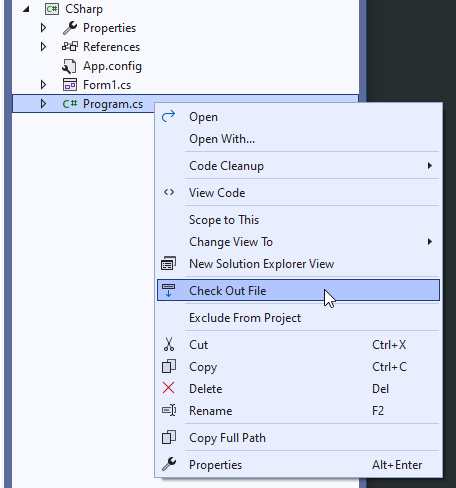 C# CSharp
Properties
References
App.config
Form1.cs
C# Program.cs
Open
Open With...
Code Cleanup
View Code
Scope to This
Change View To
New Solution Explorer View
Check Out File
Exclude From Project
Cut Ctrl+X
Copy Ctrl+C
Delete Del
Rename F2
Copy Full Path
Properties Alt+Enter